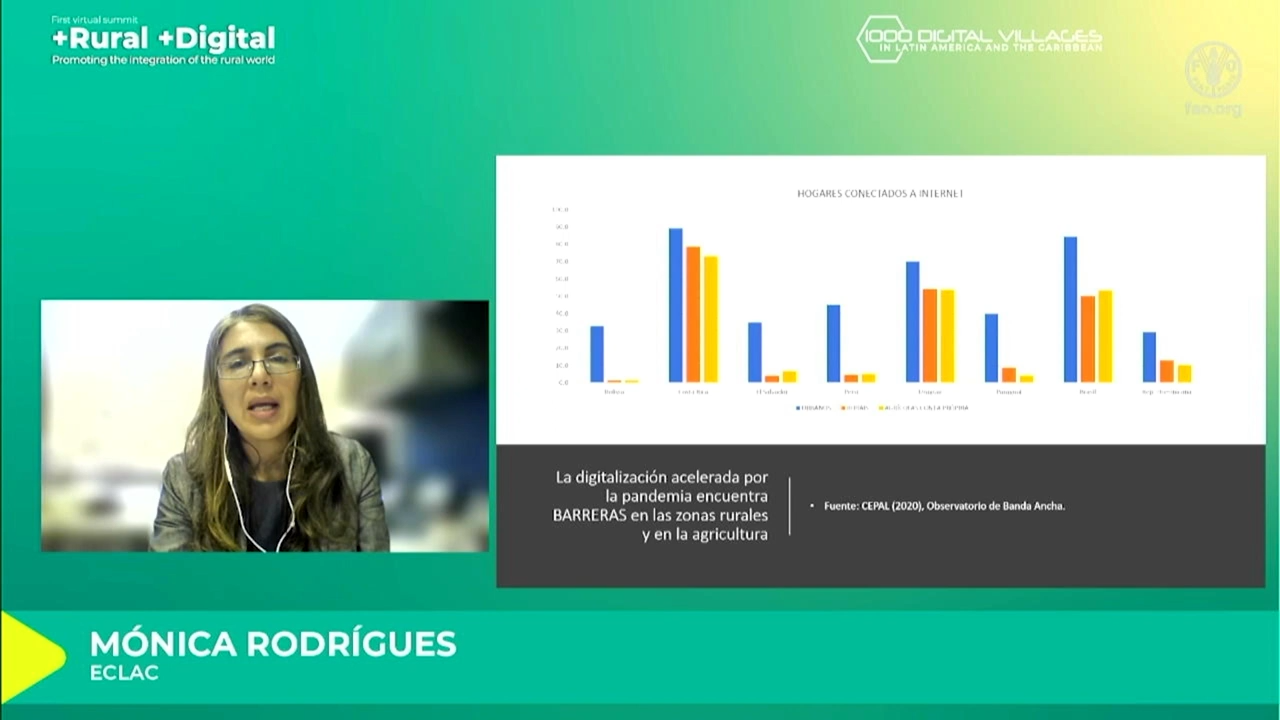 First virtual summit
+Rural +Digital
Promoting the integration of the rural world
1000 DIGITAL VILLAGES
IN LATIN AMERICA AND THE CARIBBEAN
FAO
fao.org
HOGARES CONECTADOS A INTERNET
Bolivia Costa Rica El Salvador Perú Uruguay Paraguay Brasil Rep. Dominicana
La digitalización acelerada por
la pandemia encuentra
BARRERAS en las zonas rurales
y en la agricultura
• Fuente: CEPAL (2020), Observatorio de Banda Ancha.
MÓNICA RODRÍGUES
ECLAC